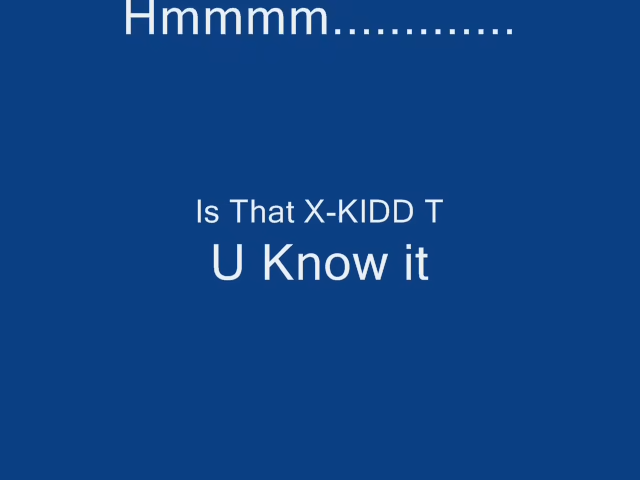 Hmmmm.............
Is That X-KIDD T
U Know it